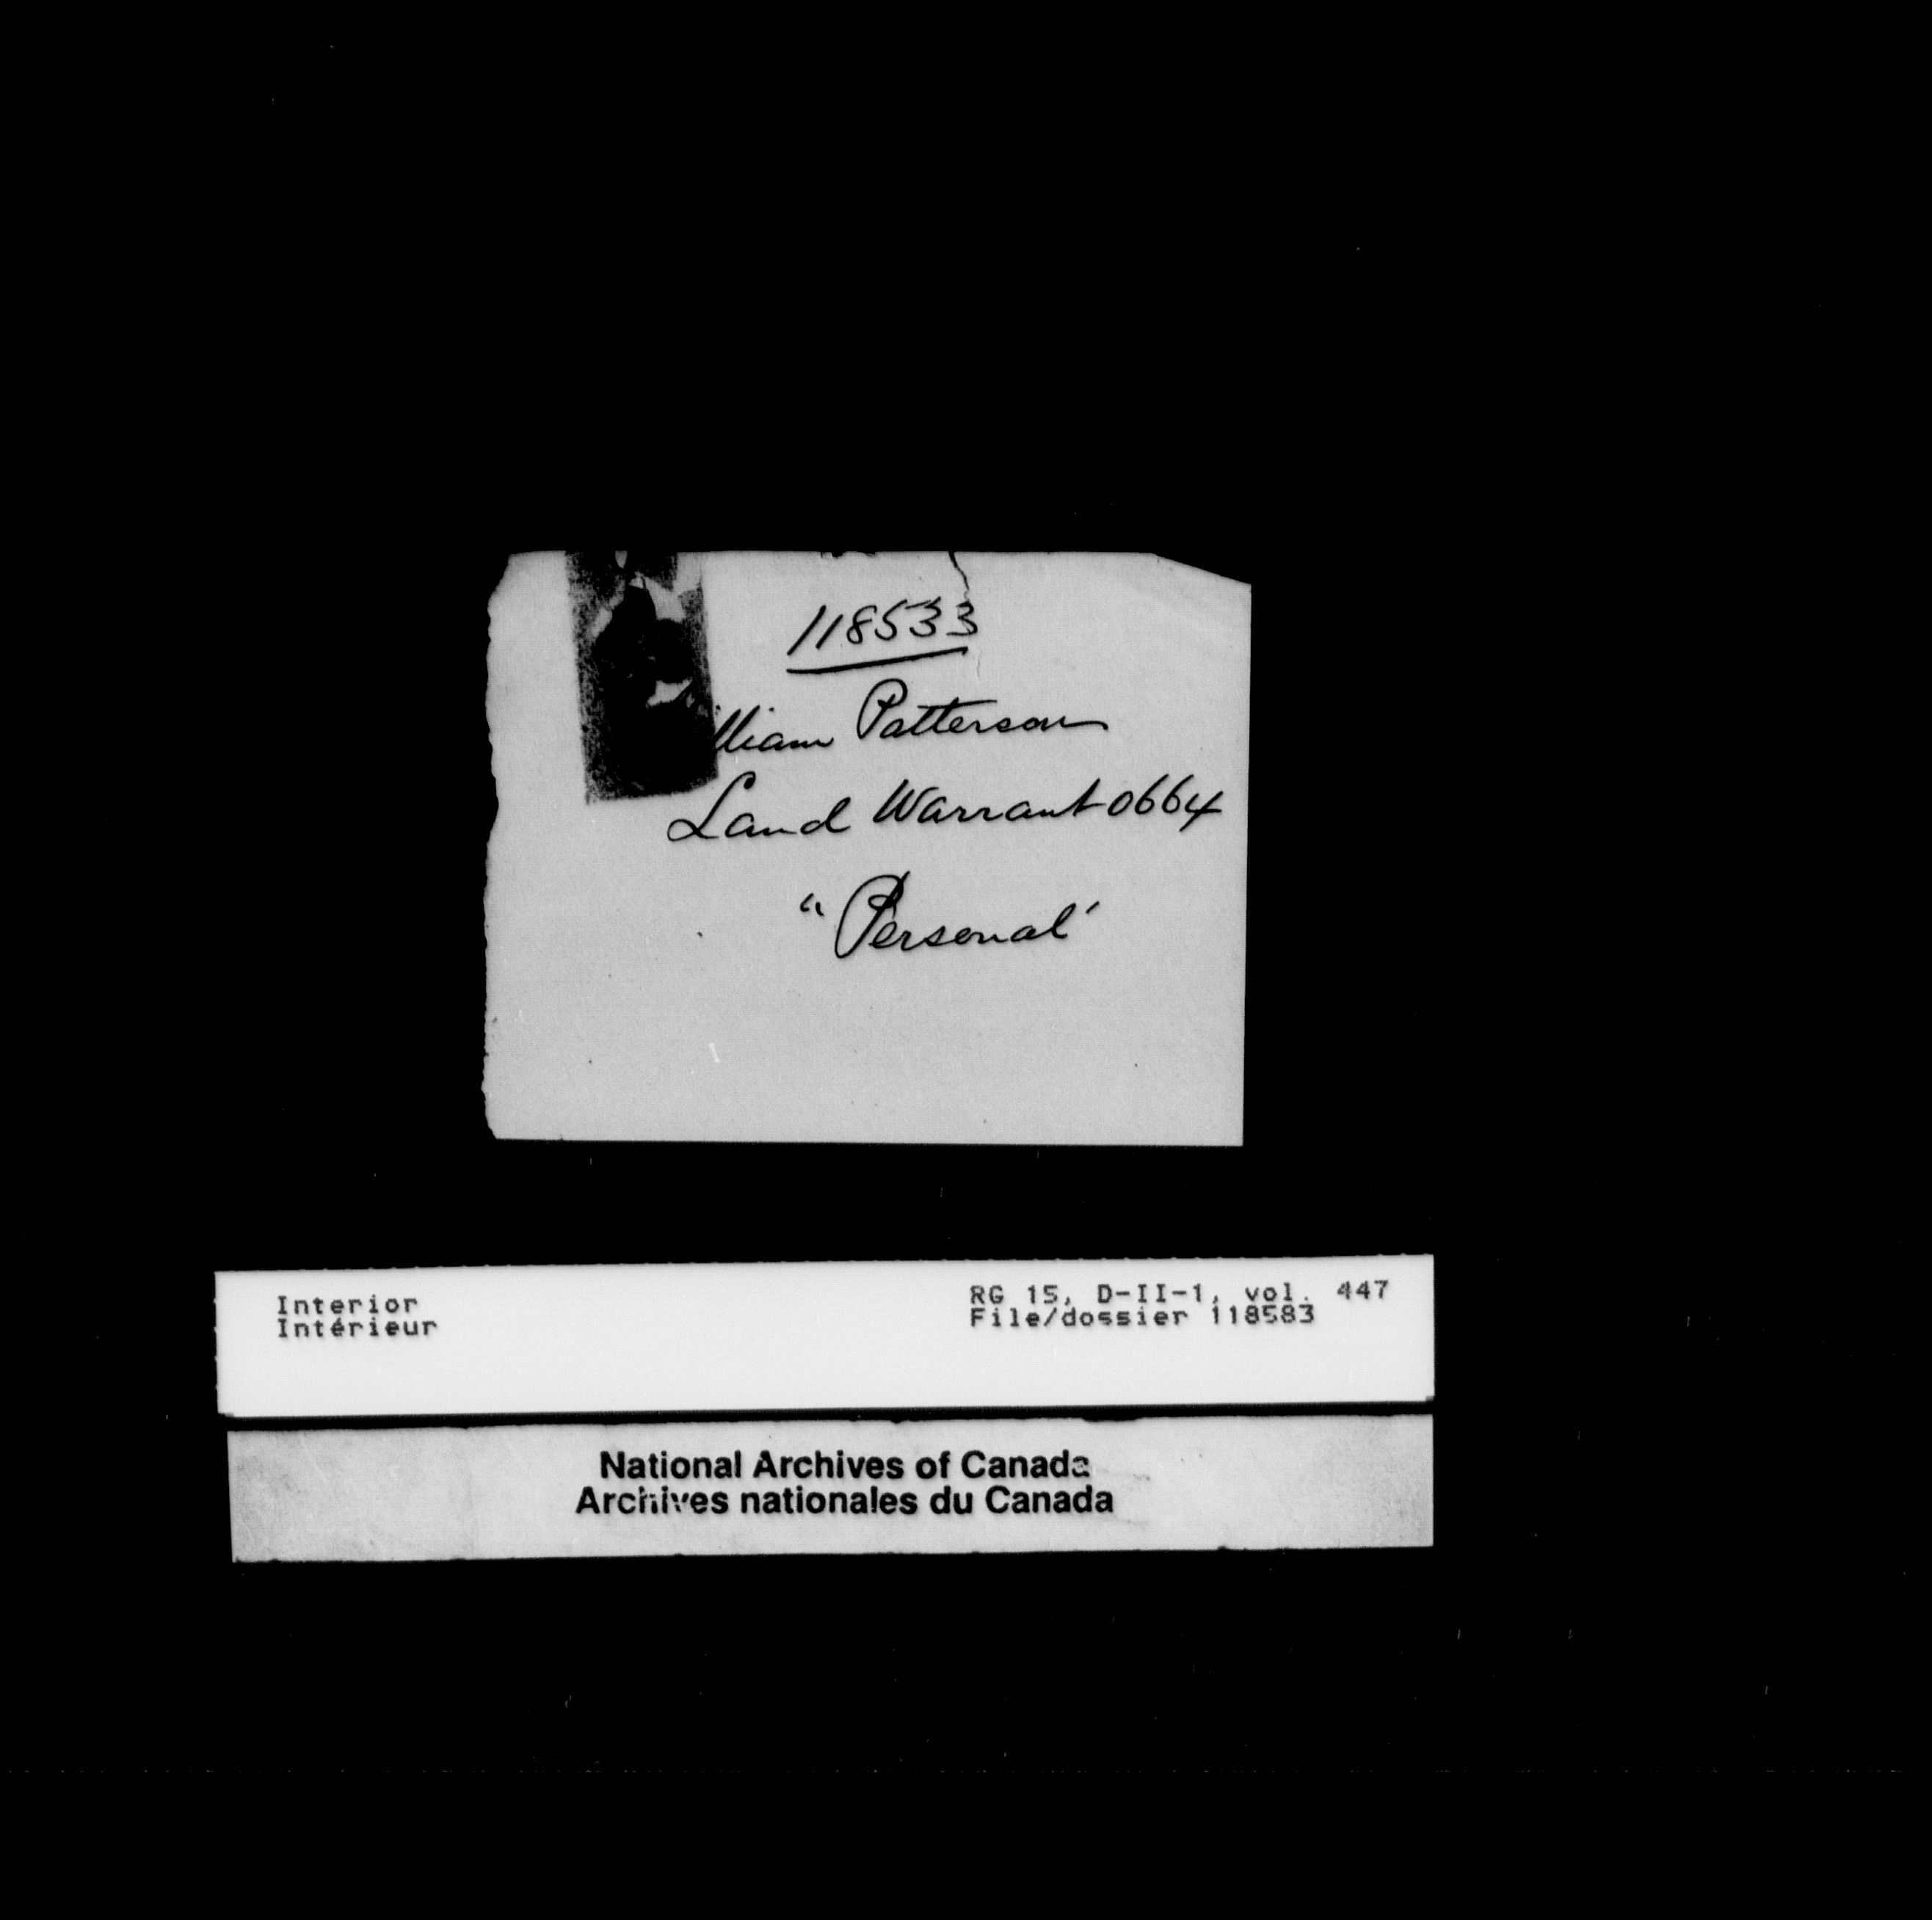 118533
William Patterson
Land Warrant 0664
"Personal"
Interior
Intérieur
RG 15, D-II-1, vol. 447
File/dossier 118583
National Archives of Canada
Archives nationales du Canada